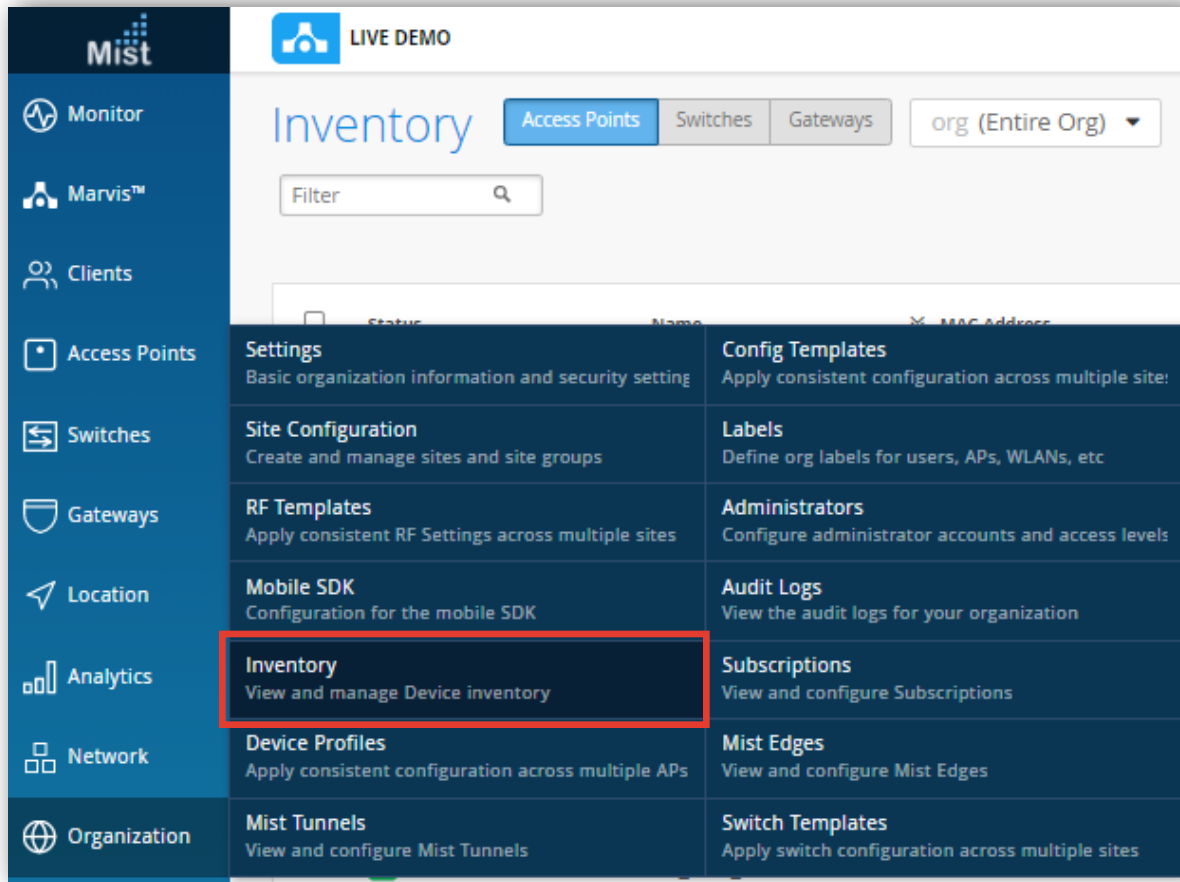 Mist
LIVE DEMO
Monitor
Marvis™
Clients
Access Points
Switches
Gateways
Location
Analytics
Network
Organization
Inventory
Access Points
Switches
Gateways
org (Entire Org)
Filter
Status
Name
MAC Address
Settings
Basic organization information and security setting
Config Templates
Apply consistent configuration across multiple site
Site Configuration
Create and manage sites and site groups
Labels
Define org labels for users, APs, WLANs, etc
RF Templates
Apply consistent RF Settings across multiple sites
Administrators
Configure administrator accounts and access levels
Mobile SDK
Configuration for the mobile SDK
Audit Logs
View the audit logs for your organization
Inventory
View and manage Device inventory
Subscriptions
View and configure Subscriptions
Device Profiles
Apply consistent configuration across multiple APs
Mist Edges
View and configure Mist Edges
Mist Tunnels
View and configure Mist Tunnels
Switch Templates
Apply switch configuration across multiple sites